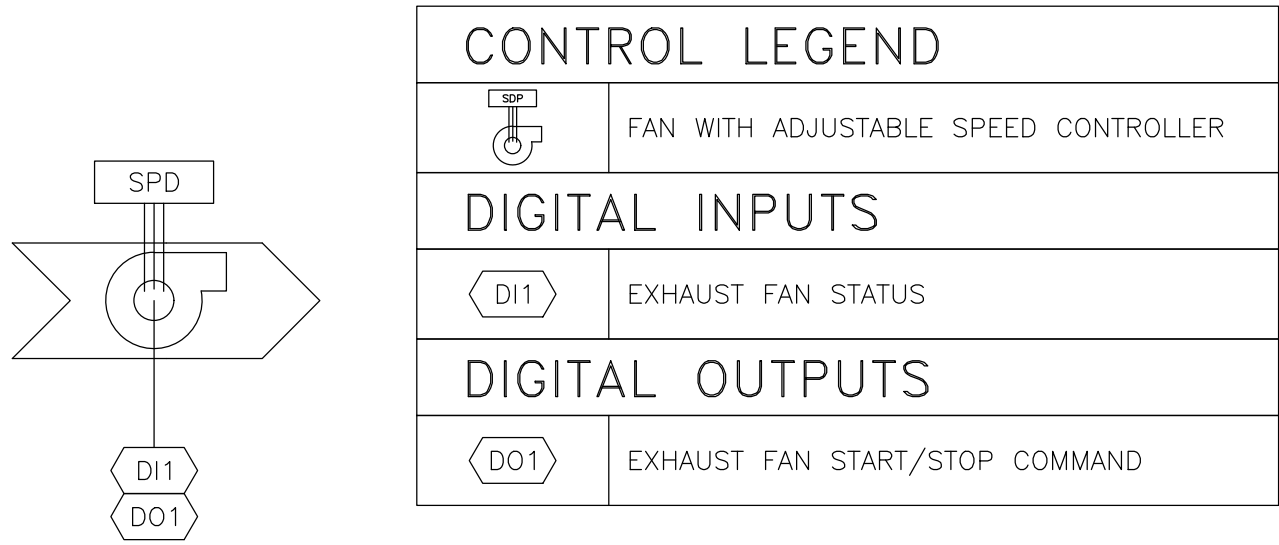 SPD
DI1
DO1
CONTROL LEGEND
SDP
FAN WITH ADJUSTABLE SPEED CONTROLLER
DIGITAL INPUTS
DI1
EXHAUST FAN STATUS
DIGITAL OUTPUTS
DO1
EXHAUST FAN START/STOP COMMAND